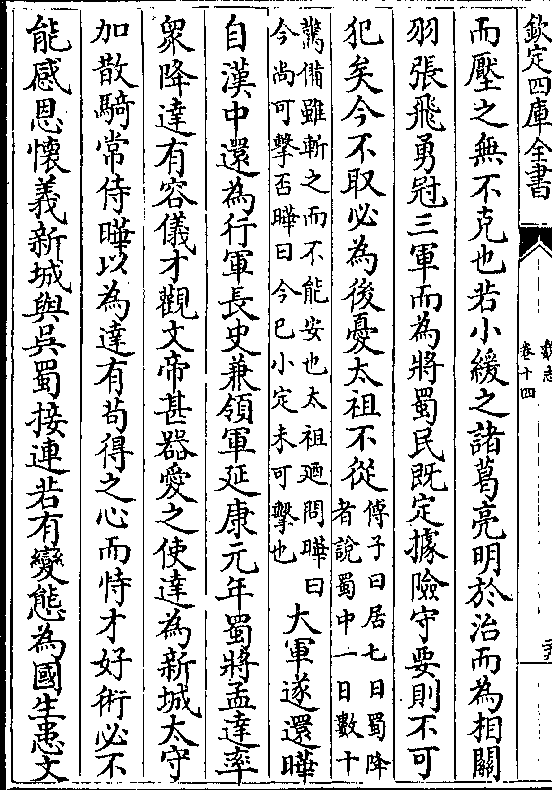 欽定四庫全書
魏志
卷十四
而壓之無不克也若小緩之諸葛亮明於治而為相關
羽張飛勇冠三軍而為將蜀民既定據險守要則不可
犯矣今不取必為後憂太祖不從
傅子曰居七日蜀降
者說蜀中一日數十
驚備雖斬之而不能安也太祖廼問曄曰
今尚可擊否曄曰今已小定未可擊也
大軍遂還曄
自漢中還為行軍長史兼領軍延康元年蜀將孟達率
衆降達有容儀才觀文帝甚器愛之使達為新城太守
加散騎常侍曄以為達有苟得之心而恃才好術必不
能感恩懷義新城與吳蜀接連若有變態為國生患文